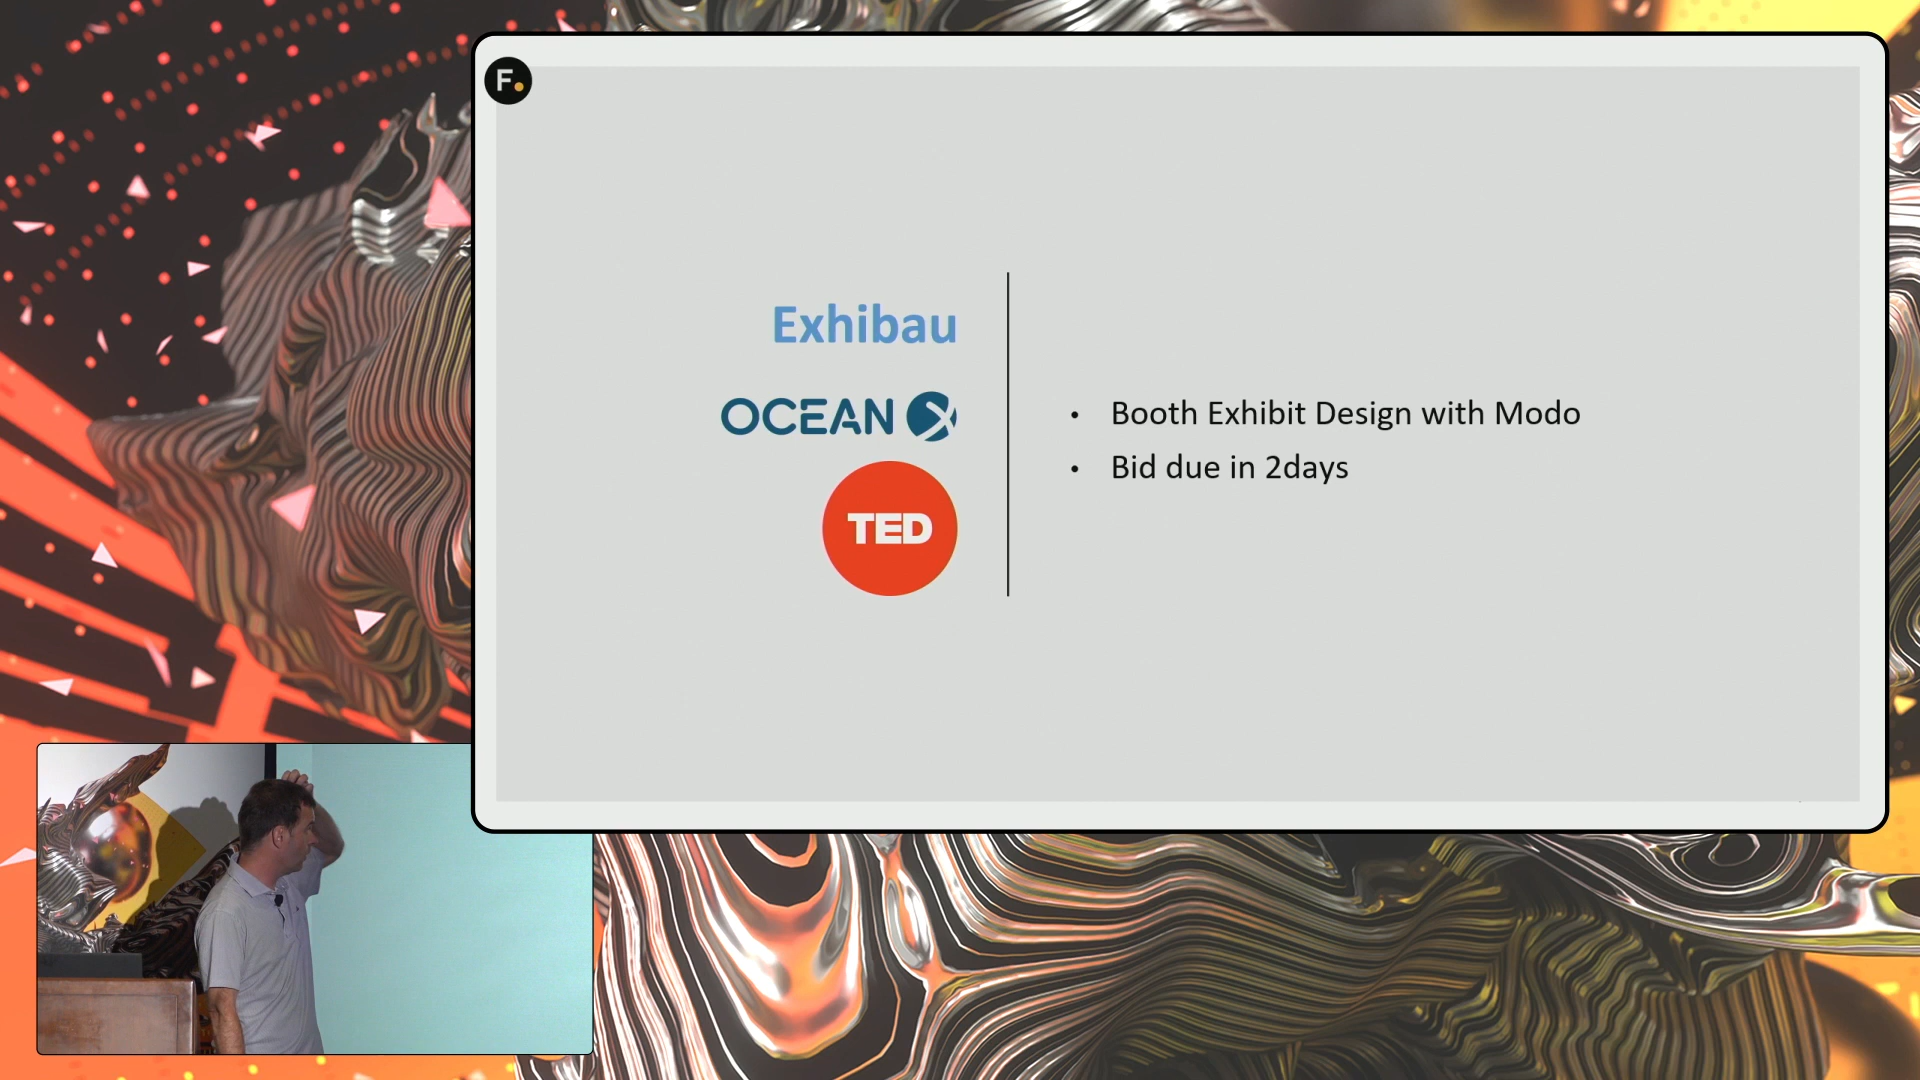 F.
Exhibau
OCEAN X
TED
• Booth Exhibit Design with Modo
• Bid due in 2days